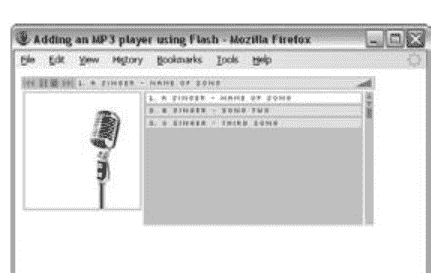 Adding an MP3 player using Flash - Mozilla Firefox
File Edit View History Bookmarks Tools Help
1. A SINGER - NAME OF SONG
1. A SINGER - NAME OF SONG
2. B SINGER - SONG TWO
3. C SINGER - THIRD SONG